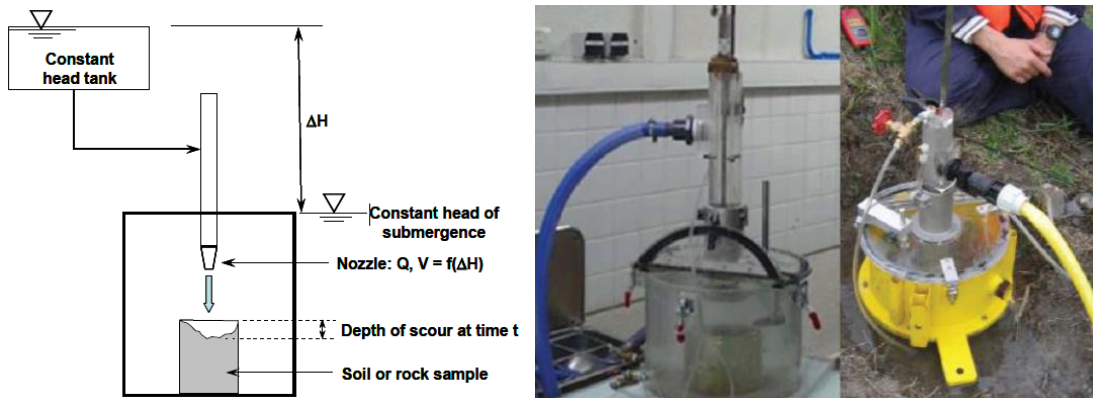 Constant
head tank
ΔH
Constant head of
submergence
Nozzle: Q, V = f(ΔH)
Depth of scour at time t
Soil or rock sample